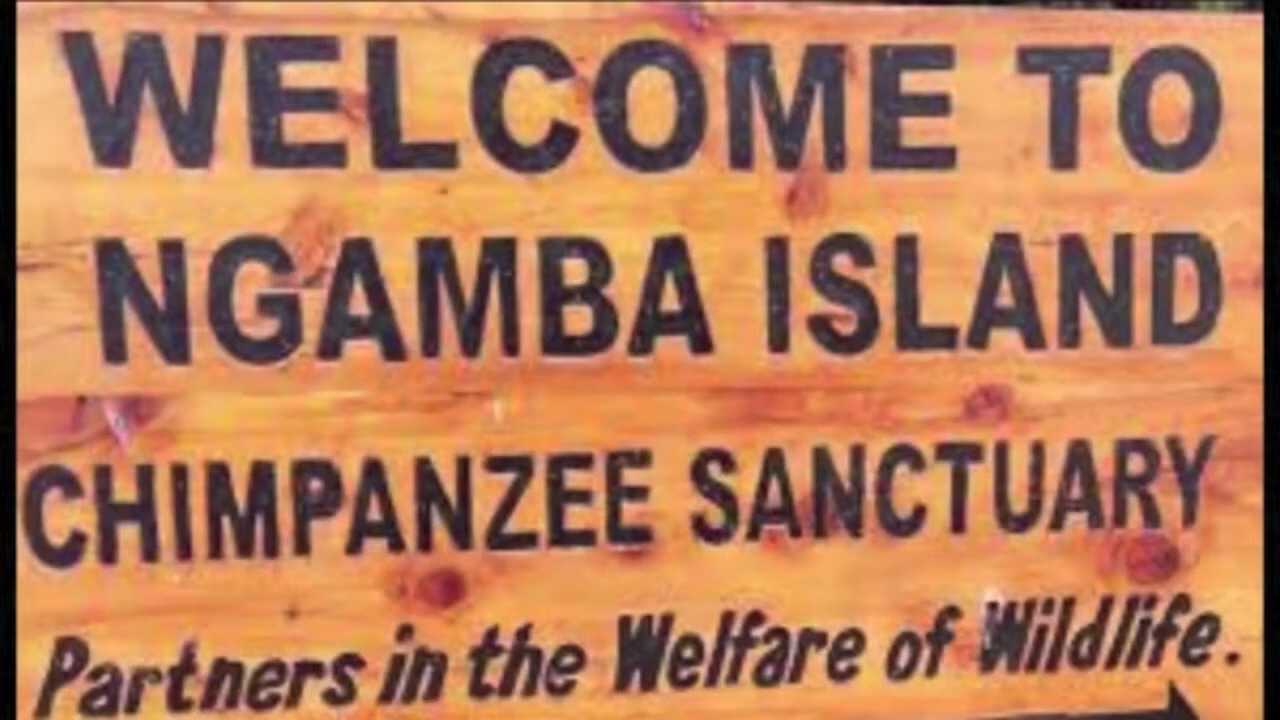 WELCOME TO
NGAMBA ISLAND
CHIMPANZEE SANCTUARY
Partners in the Welfare of Wildlife.